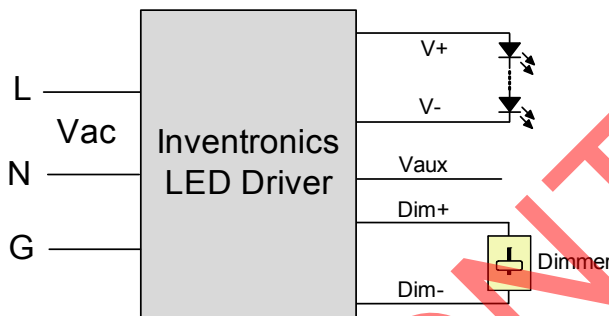 V+
L
V-
Vac
Inventronics
LED Driver
N
Vaux
Dim+
G
Dimmer
Dim-